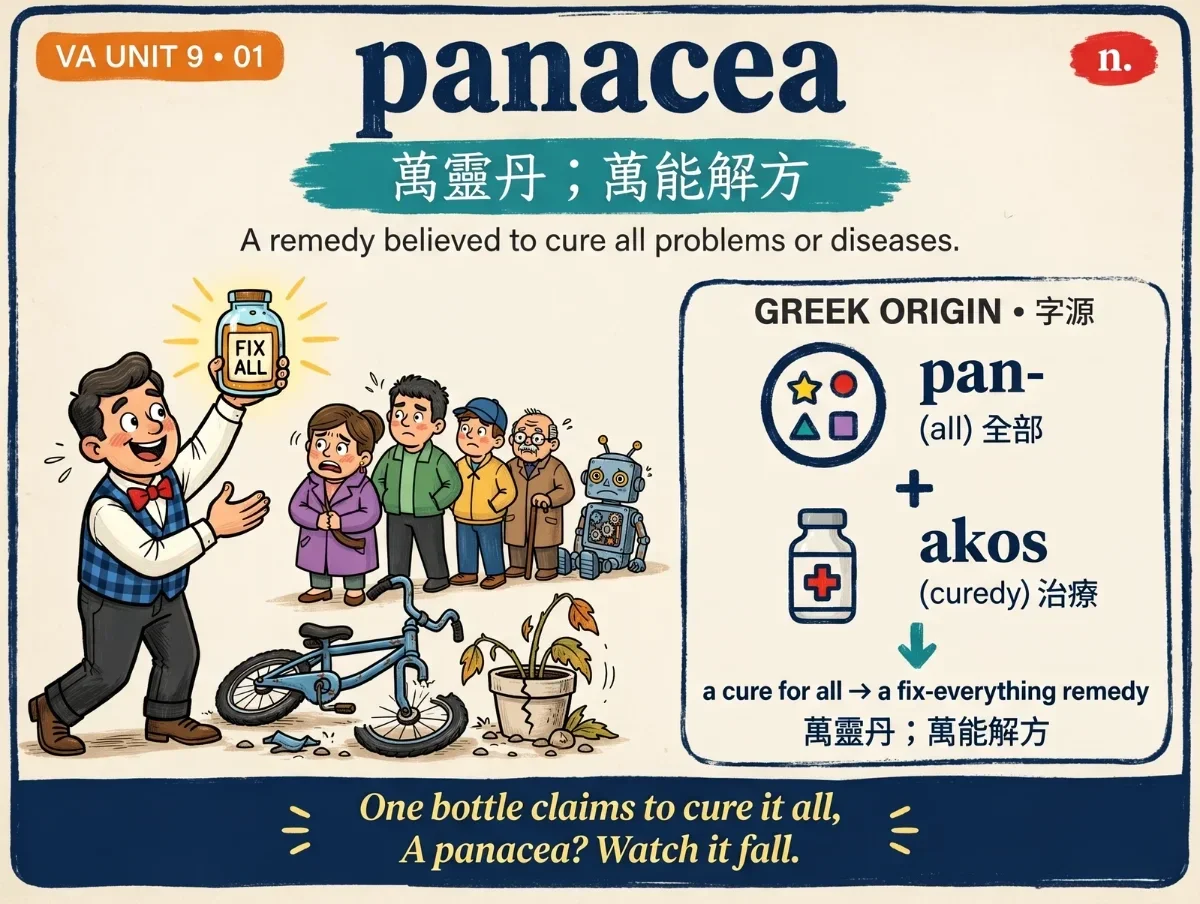 VA UNIT 9 • 01
panacea
n.
萬靈丹；萬能解方
A remedy believed to cure all problems or diseases.
FIX
ALL
GREEK ORIGIN • 字源
pan-
(all) 全部
+
akos
(curedy) 治療
a cure for all → a fix-everything remedy
萬靈丹；萬能解方
One bottle claims to cure it all,
A panacea? Watch it fall.